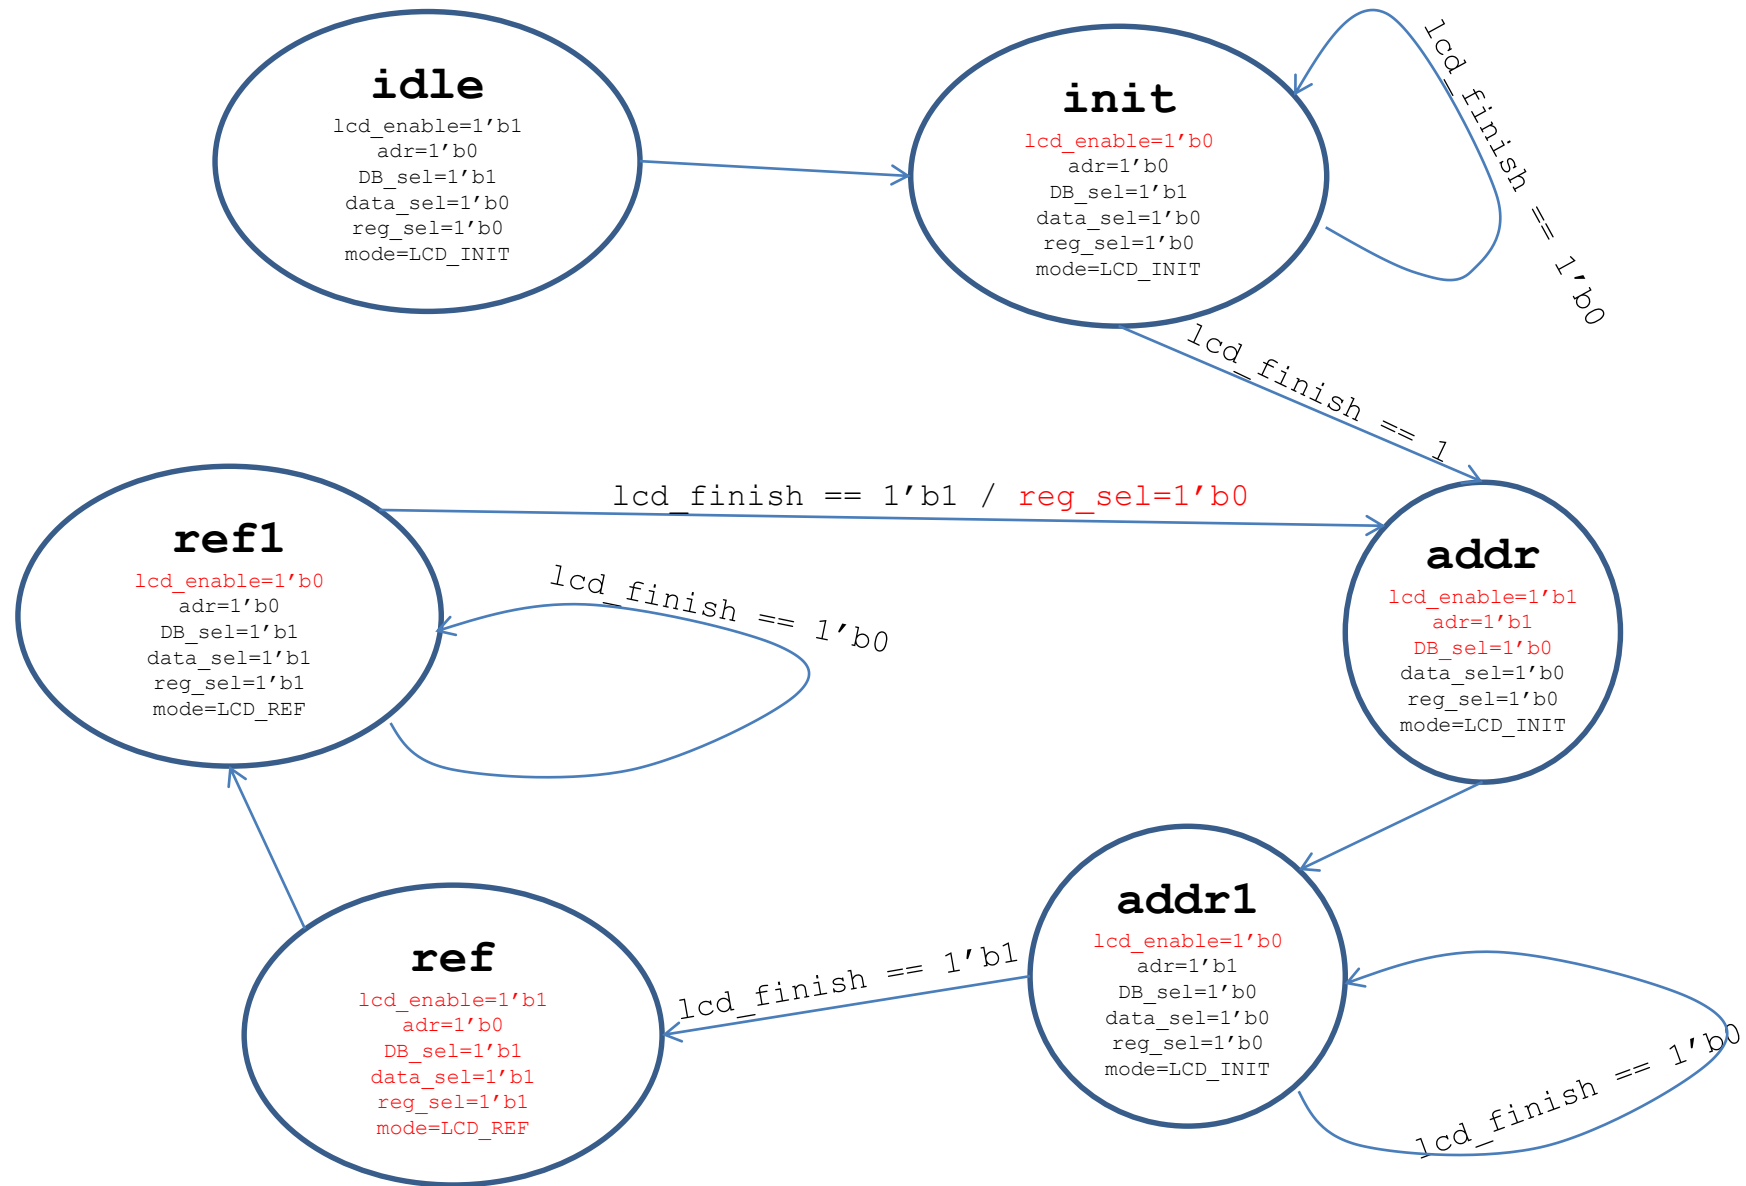 idle
lcd_enable=1’b1
adr=1’b0
DB_sel=1’b1
data_sel=1’b0
reg_sel=1’b0
mode=LCD_INIT
init
lcd_enable=1’b0
adr=1’b0
DB_sel=1’b1
data_sel=1’b0
reg_sel=1’b0
mode=LCD_INIT
lcd_finish == 1’b0
lcd_finish == 1
lcd_finish == 1’b1 / reg_sel=1’b0
ref1
lcd_enable=1’b0
adr=1’b0
DB_sel=1’b1
data_sel=1’b1
reg_sel=1’b1
mode=LCD_REF
lcd_finish == 1’b0
addr
lcd_enable=1’b1
adr=1’b1
DB_sel=1’b0
data_sel=1’b0
reg_sel=1’b0
mode=LCD_INIT
addr1
lcd_enable=1’b0
adr=1’b1
DB_sel=1’b0
data_sel=1’b0
reg_sel=1’b0
mode=LCD_INIT
lcd_finish == 1’b0
lcd_finish == 1’b1
ref
lcd_enable=1’b1
adr=1’b0
DB_sel=1’b1
data_sel=1’b1
reg_sel=1’b1
mode=LCD_REF